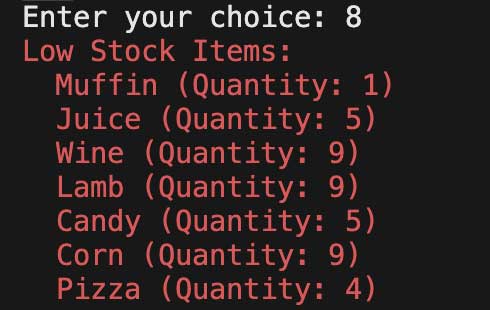 Enter your choice: 8
Low Stock Items:
Muffin (Quantity: 1)
Juice (Quantity: 5)
Wine (Quantity: 9)
Lamb (Quantity: 9)
Candy (Quantity: 5)
Corn (Quantity: 9)
Pizza (Quantity: 4)